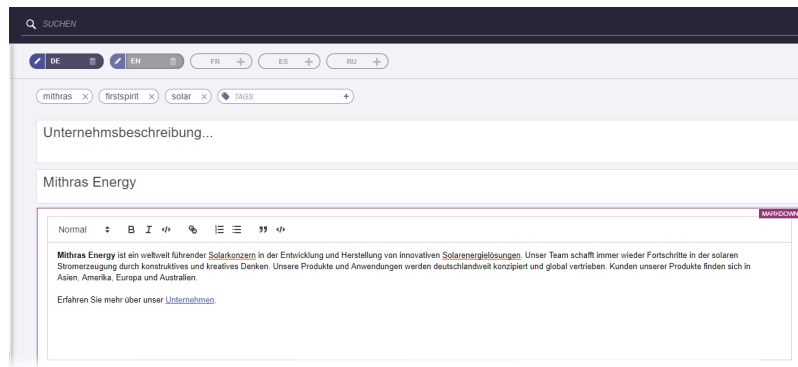 SUCHEN
DE EN FR ES RU
mithras firstspirit solar TAGS
Unternehmsbeschreibung...
Mithras Energy
MARKDOWN
Normal B I </> </>
Mithras Energy ist ein weltweit führender Solarkonzern in der Entwicklung und Herstellung von innovativen Solarenergielösungen. Unser Team schafft immer wieder Fortschritte in der solaren
Stromerzeugung durch konstruktives und kreatives Denken. Unsere Produkte und Anwendungen werden deutschlandweit konzipiert und global vertrieben. Kunden unserer Produkte finden sich in
Asien, Amerika, Europa und Australien.
Erfahren Sie mehr über unser Unternehmen.